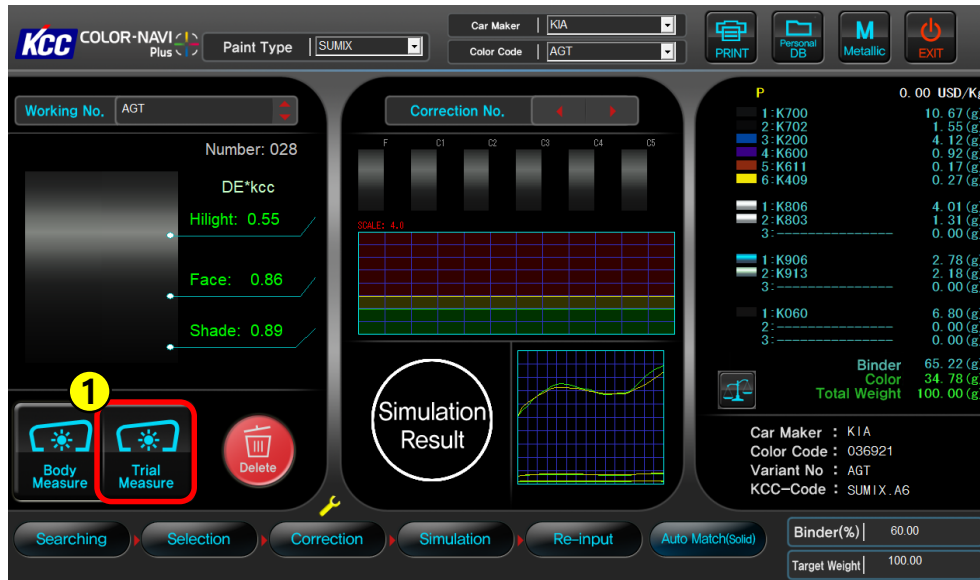 KCC COLOR-NAVI
Plus
Paint Type SUMIX
Car Maker KIA
Color Code AGT
PRINT
Personal
DB
M
Metallic
EXIT
Working No. AGT
Number: 028
DE*kcc
Hilight: 0.55
Face: 0.86
Shade: 0.89
1
Body
Measure
Trial
Measure
Delete
Correction No.
F C1 C2 C3 C4 C5
SCALE: 4.0
Simulation
Result
P 0.00 USD/Kg
1:K700 10.67(g)
2:K702 1.55(g)
3:K200 4.12(g)
4:K600 0.92(g)
5:K611 0.17(g)
6:K409 0.27(g)
1:K806 4.01(g)
2:K803 1.31(g)
3:--------------- 0.00(g)
1:K906 2.78(g)
2:K913 2.18(g)
3:--------------- 0.00(g)
1:K060 6.80(g)
2:--------------- 0.00(g)
3:--------------- 0.00(g)
Binder 65.22(g)
Color 34.78(g)
Total Weight 100.00(g)
Car Maker : KIA
Color Code : 036921
Variant No : AGT
KCC-Code : SUMIX.A6
Searching
Selection
Correction
Simulation
Re-input
Auto Match(Solid)
Binder(%) 60.00
Target Weight 100.00